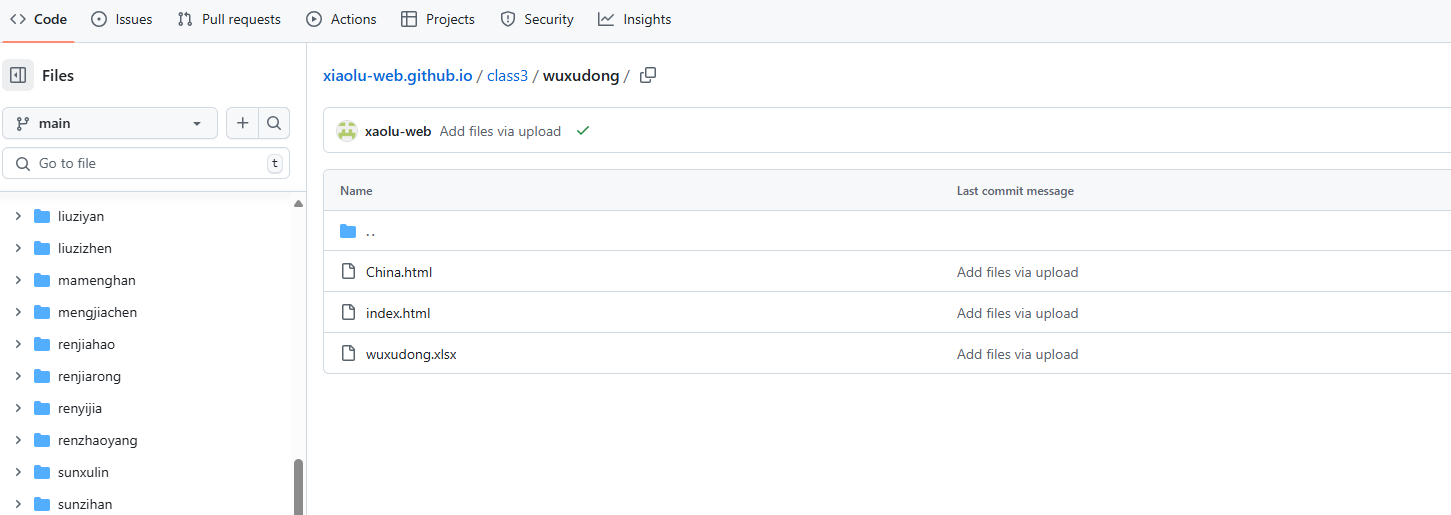 Code Issues Pull requests Actions Projects Security Insights
Files
main
Go to file t
liuziyan
liuzizhen
mamenghan
mengjiachen
renjiahao
renjiarong
renyijia
renzhaoyang
sunxulin
sunzihan
xiaolu-web.github.io / class3 / wuxudong /
xaolu-web Add files via upload
Name Last commit message
..
China.html Add files via upload
index.html Add files via upload
wuxudong.xlsx Add files via upload